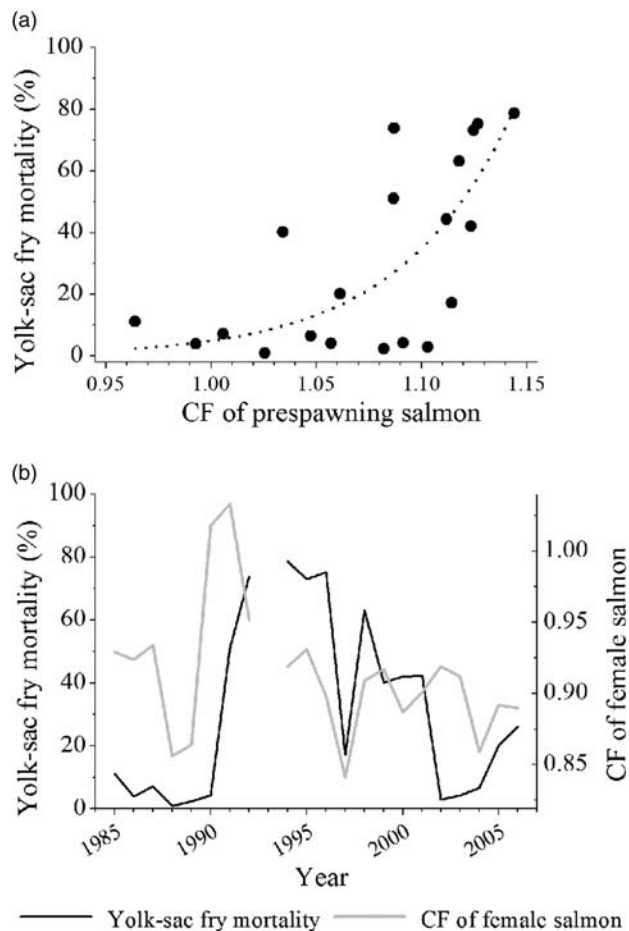 (a)
100
80
60
40
20
0
Yolk-sac fry mortality (%)
0.95 1.00 1.05 1.10 1.15
CF of prespawning salmon
(b)
100
80
60
40
20
0
Yolk-sac fry mortality (%)
1.00
0.95
0.90
0.85
CF of female salmon
1985 1990 1995 2000 2005
Year
Yolk-sac fry mortality CF of female salmon